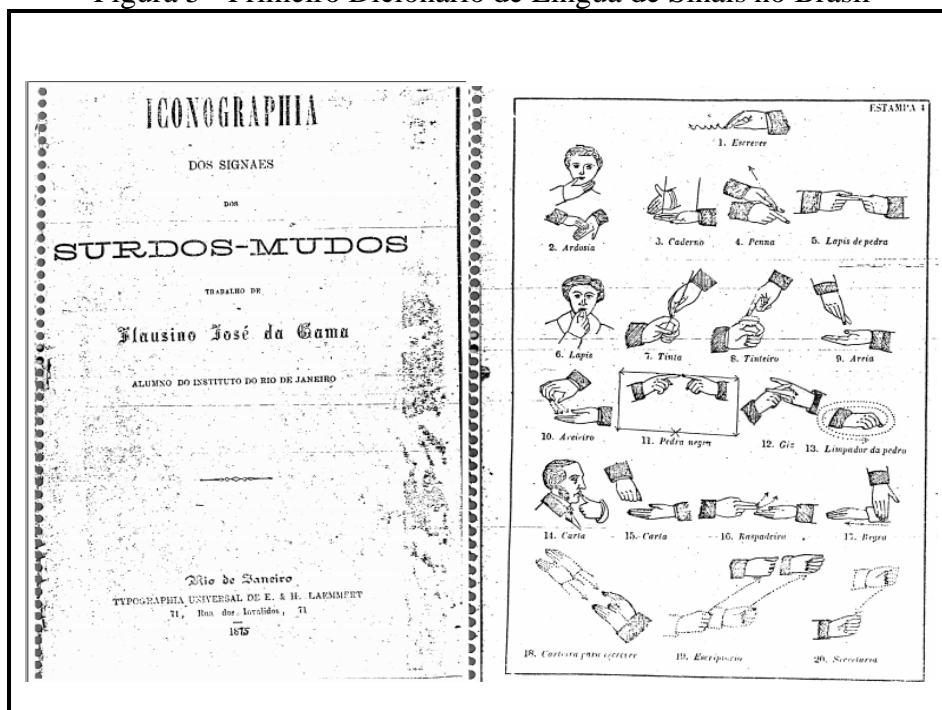 Figura 3 - Primeiro Dicionário de Língua de Sinais no Brasil
ICONOGRAPHIA
DOS SIGNAES
DOS
SURDOS-MUDOS
TRABALHO DE
Flausino José da Gama
ALUMNO DO INSTITUTO DO RIO DE JANEIRO
Rio de Janeiro
TYPOGRAPHIA UNIVERSAL DE E. & H. LAEMMERT
71, Rua dos Invalidos, 71
1875
ESTAMPA 4
1. Escrever
2. Ardosia
3. Caderno
4. Penna
5. Lapis de pedra
6. Lapis
7. Tinta
8. Tinteiro
9. Areia
10. Areieiro
11. Pedra negra
12. Giz
13. Limpador da pedra
14. Carta
15. Carta
16. Raspadeira
17. Regra
18. Carteira para escrever
19. Escriptorio
20. Secretaria